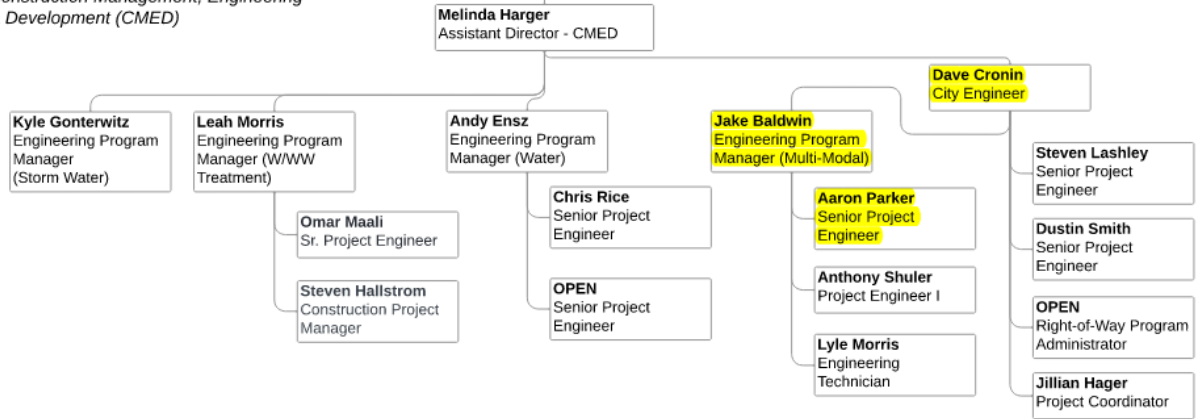 Construction Management, Engineering
Development (CMED)
Melinda Harger
Assistant Director - CMED
Dave Cronin
City Engineer
Kyle Gonterwitz
Engineering Program
Manager
(Storm Water)
Leah Morris
Engineering Program
Manager (W/WW
Treatment)
Andy Ensz
Engineering Program
Manager (Water)
Jake Baldwin
Engineering Program
Manager (Multi-Modal)
Omar Maali
Sr. Project Engineer
Steven Hallstrom
Construction Project
Manager
Chris Rice
Senior Project
Engineer
OPEN
Senior Project
Engineer
Aaron Parker
Senior Project
Engineer
Anthony Shuler
Project Engineer I
Lyle Morris
Engineering
Technician
Steven Lashley
Senior Project
Engineer
Dustin Smith
Senior Project
Engineer
OPEN
Right-of-Way Program
Administrator
Jillian Hager
Project Coordinator